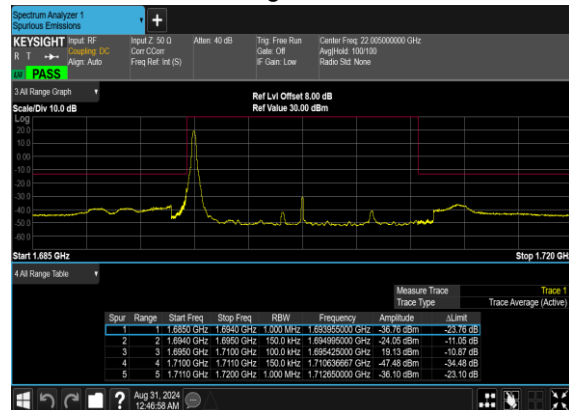 Spectrum Analyzer 1
Spurious Emissions
KEYSIGHT Input: RF Input Z: 50 Ω Atten: 40 dB Trig: Free Run Center Freq: 22.005000000 GHz
R T Coupling: DC Corr CCorr Gate: Off Avg|Hold: 100/100
Align: Auto Freq Ref: Int (S) IF Gain: Low Radio Std: None
PASS
3 All Range Graph
Ref Lvl Offset 8.00 dB
Scale/Div 10.0 dB Ref Value 30.00 dBm
Log
20.0
10.0
0.00
-10.0
-20.0
-30.0
-40.0
-50.0
-60.0
Start 1.685 GHz Stop 1.720 GHz
4 All Range Table
Measure Trace Trace 1
Trace Type Trace Average (Active)
Spur Range Start Freq Stop Freq RBW Frequency Amplitude ΔLimit
1 1 1.6850 GHz 1.6940 GHz 1.000 MHz 1.693955000 GHz -36.76 dBm -23.76 dB
2 2 1.6940 GHz 1.6950 GHz 150.0 kHz 1.694995000 GHz -24.05 dBm -11.05 dB
3 3 1.6950 GHz 1.7100 GHz 100.0 kHz 1.695425000 GHz 19.13 dBm -10.87 dB
4 4 1.7100 GHz 1.7110 GHz 150.0 kHz 1.710636667 GHz -47.48 dBm -34.48 dB
5 5 1.7110 GHz 1.7200 GHz 1.000 MHz 1.712650000 GHz -36.10 dBm -23.10 dB
Aug 31, 2024
12:46:58 AM